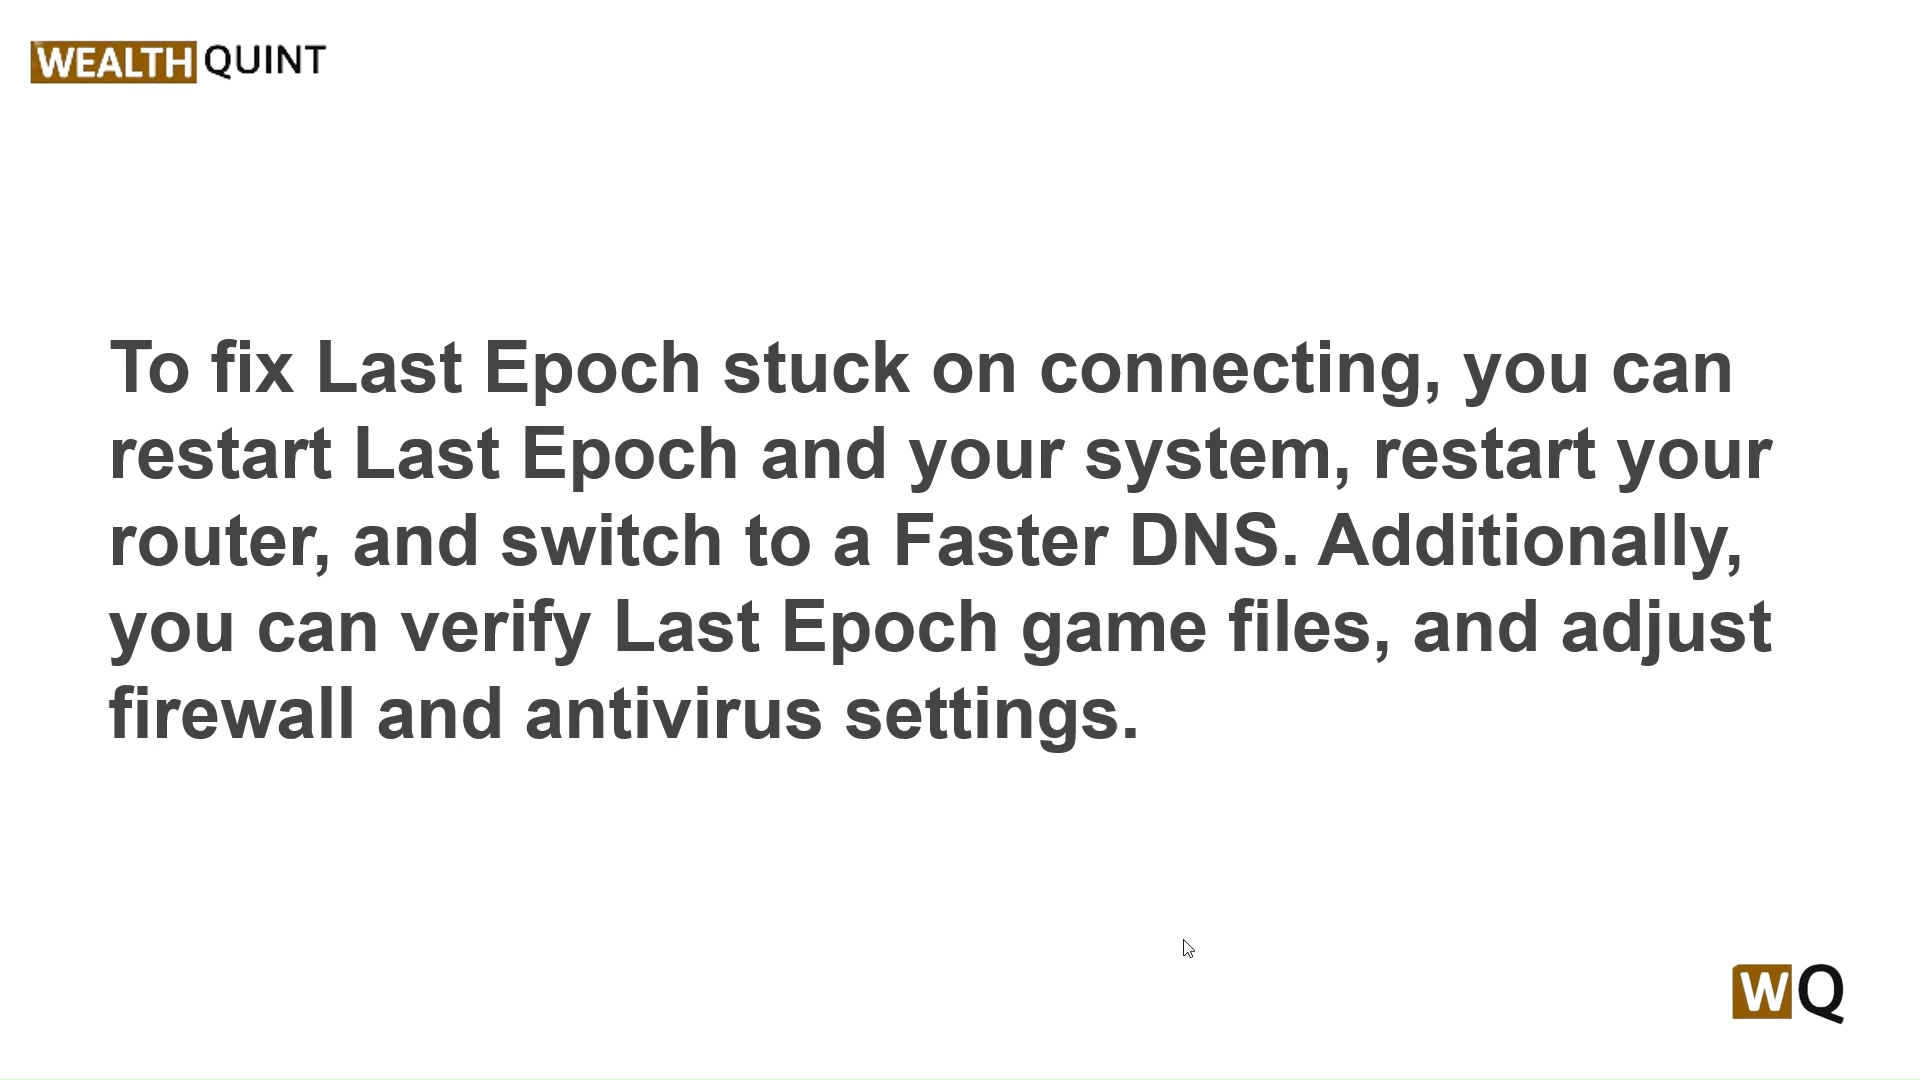 WEALTH QUINT
To fix Last Epoch stuck on connecting, you can
restart Last Epoch and your system, restart your
router, and switch to a Faster DNS. Additionally,
you can verify Last Epoch game files, and adjust
firewall and antivirus settings.
WQ